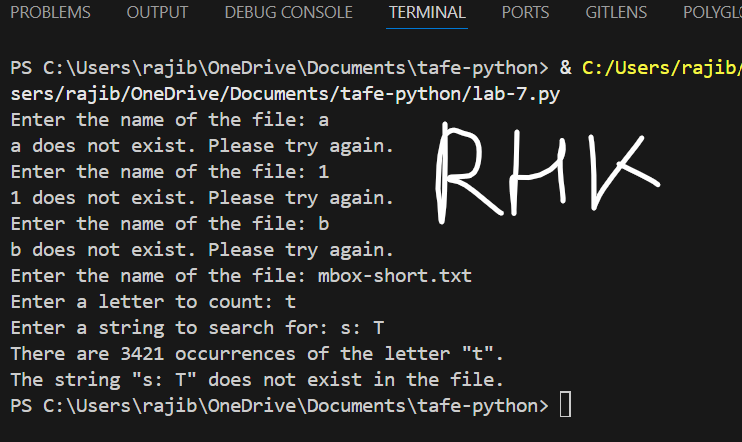 PROBLEMS OUTPUT DEBUG CONSOLE TERMINAL PORTS GITLENS POLYGLO
PS C:\Users\rajib\OneDrive\Documents\tafe-python> & C:/Users/rajib/
sers/rajib/OneDrive/Documents/tafe-python/lab-7.py
Enter the name of the file: a
a does not exist. Please try again.
Enter the name of the file: 1
1 does not exist. Please try again.
Enter the name of the file: b
b does not exist. Please try again.
Enter the name of the file: mbox-short.txt
Enter a letter to count: t
Enter a string to search for: s: T
There are 3421 occurrences of the letter "t".
The string "s: T" does not exist in the file.
PS C:\Users\rajib\OneDrive\Documents\tafe-python>
RHK